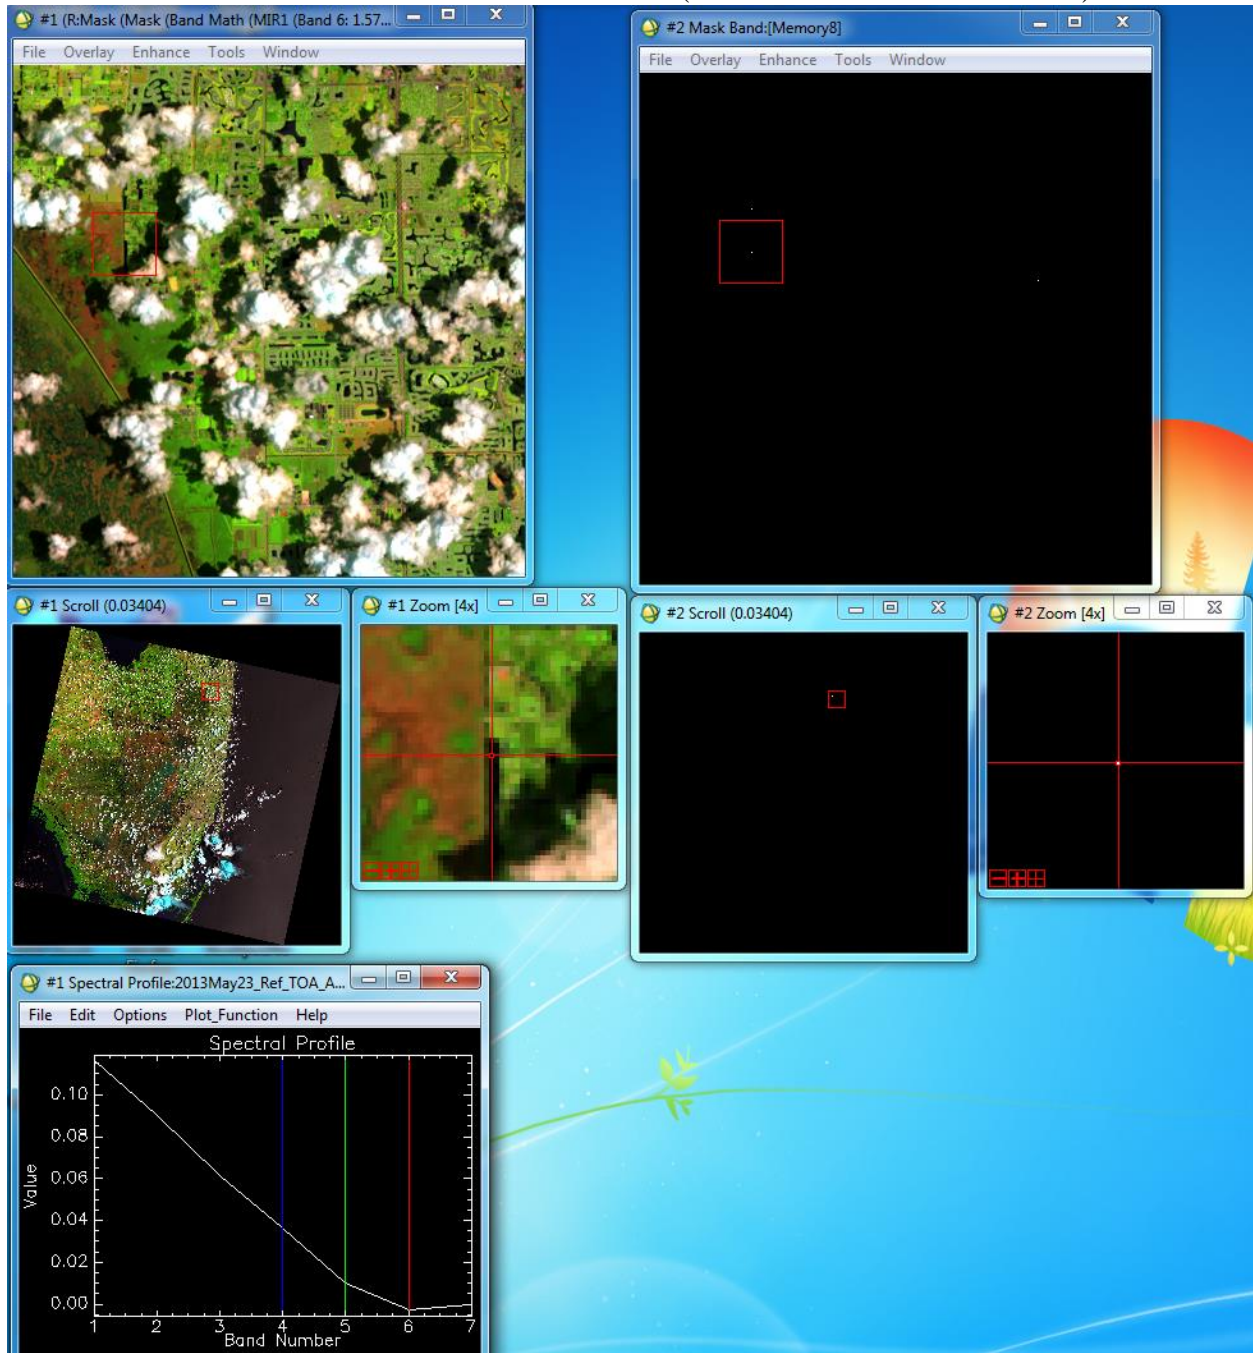 #1 (R:Mask (Mask (Band Math (MIR1 (Band 6: 1.57...
File Overlay Enhance Tools Window
#2 Mask Band:[Memory8]
File Overlay Enhance Tools Window
#1 Scroll (0.03404)
#1 Zoom [4x]
#2 Scroll (0.03404)
#2 Zoom [4x]
#1 Spectral Profile:2013May23_Ref_TOA_A...
File Edit Options Plot_Function Help
Spectral Profile
Value
0.10
0.08
0.06
0.04
0.02
0.00
1 2 3 4 5 6 7
Band Number